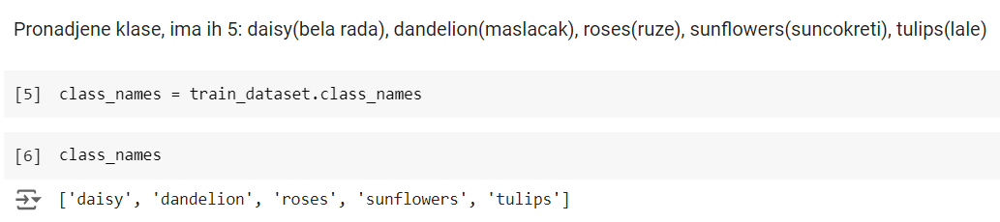 Pronadjene klase, ima ih 5: daisy(bela rada), dandelion(maslacak), roses(ruze), sunflowers(suncokreti), tulips(lale)
[5] class_names = train_dataset.class_names
[6] class_names
['daisy', 'dandelion', 'roses', 'sunflowers', 'tulips']